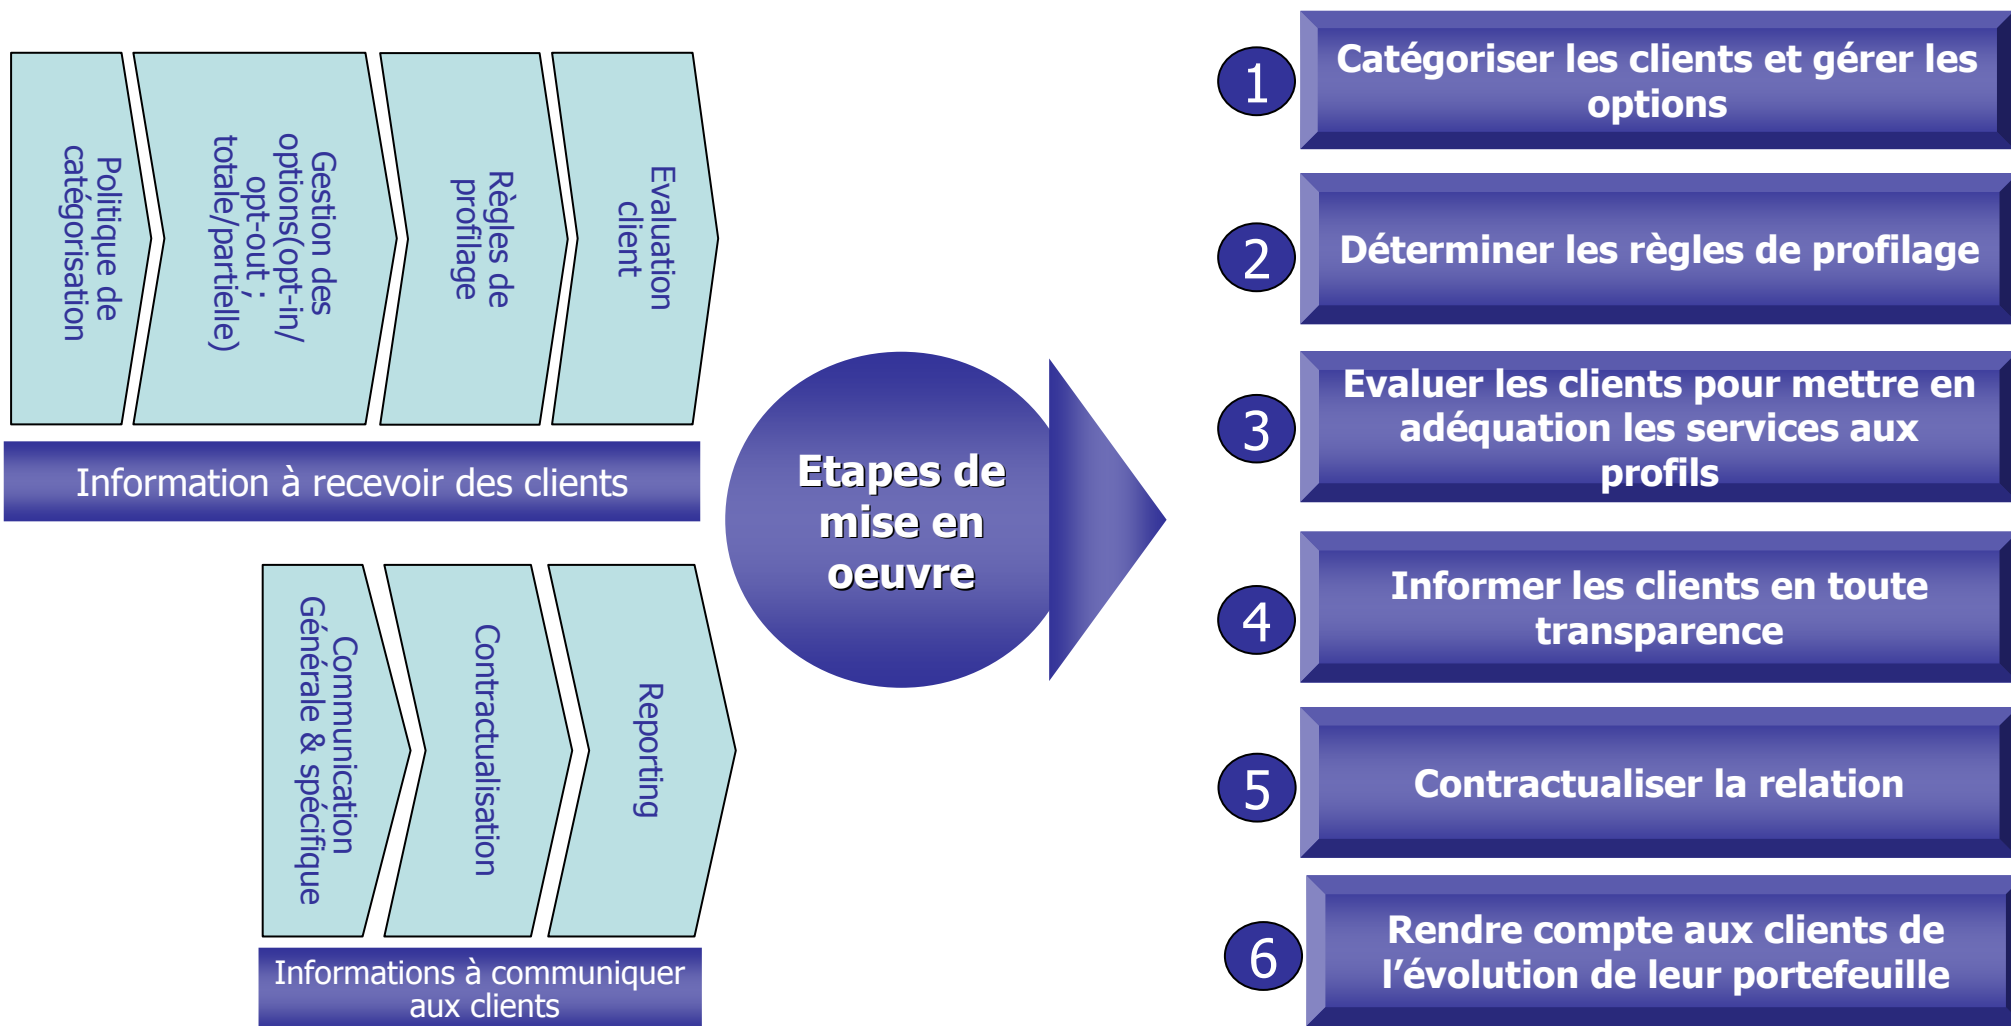 Politique de
catégorisation
Gestion des
options(opt-in/
opt-out ;
totale/partielle)
Règles de
profilage
Evaluation
client
Information à recevoir des clients
Communication
Générale & spécifique
Contractualisation
Reporting
Informations à communiquer
aux clients
Etapes de
mise en
oeuvre
1
Catégoriser les clients et gérer les
options
2
Déterminer les règles de profilage
3
Evaluer les clients pour mettre en
adéquation les services aux
profils
4
Informer les clients en toute
transparence
5
Contractualiser la relation
6
Rendre compte aux clients de
l’évolution de leur portefeuille